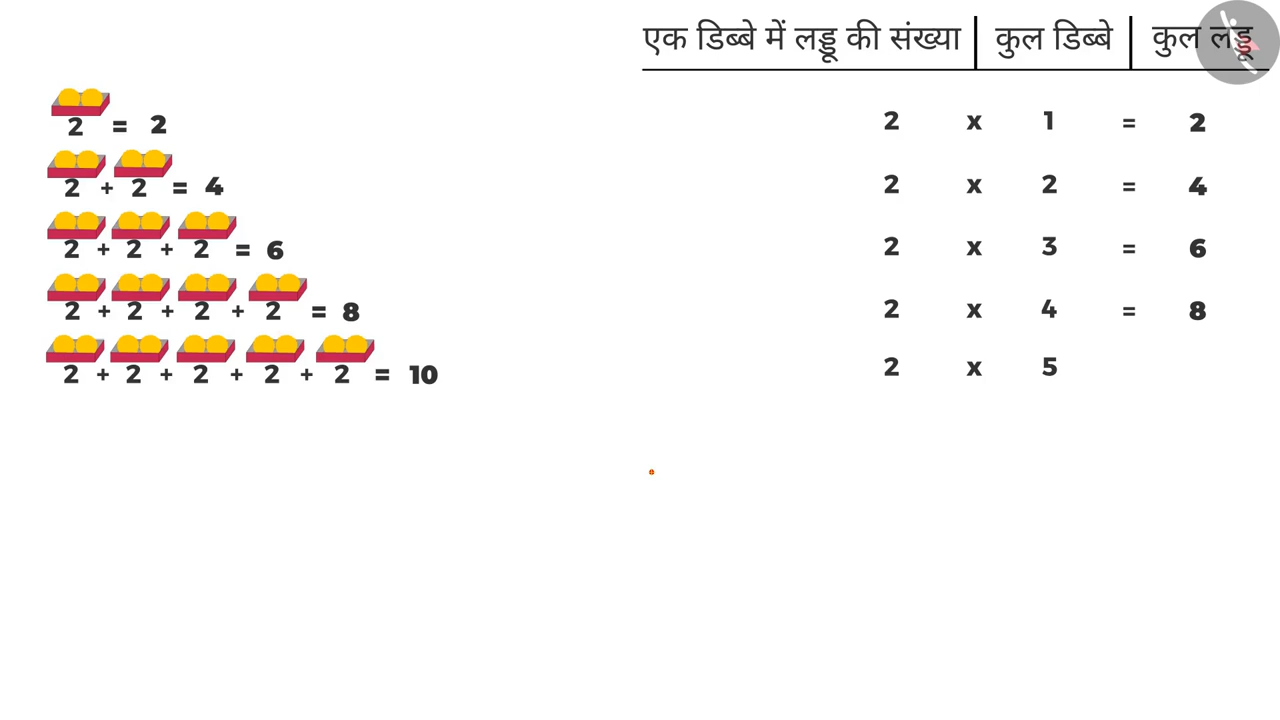 एक डिब्बे में लड्डू की संख्या कुल डिब्बे कुल लड्डू
2 = 2
2 + 2 = 4
2 + 2 + 2 = 6
2 + 2 + 2 + 2 = 8
2 + 2 + 2 + 2 + 2 = 10
2 x 1 = 2
2 x 2 = 4
2 x 3 = 6
2 x 4 = 8
2 x 5